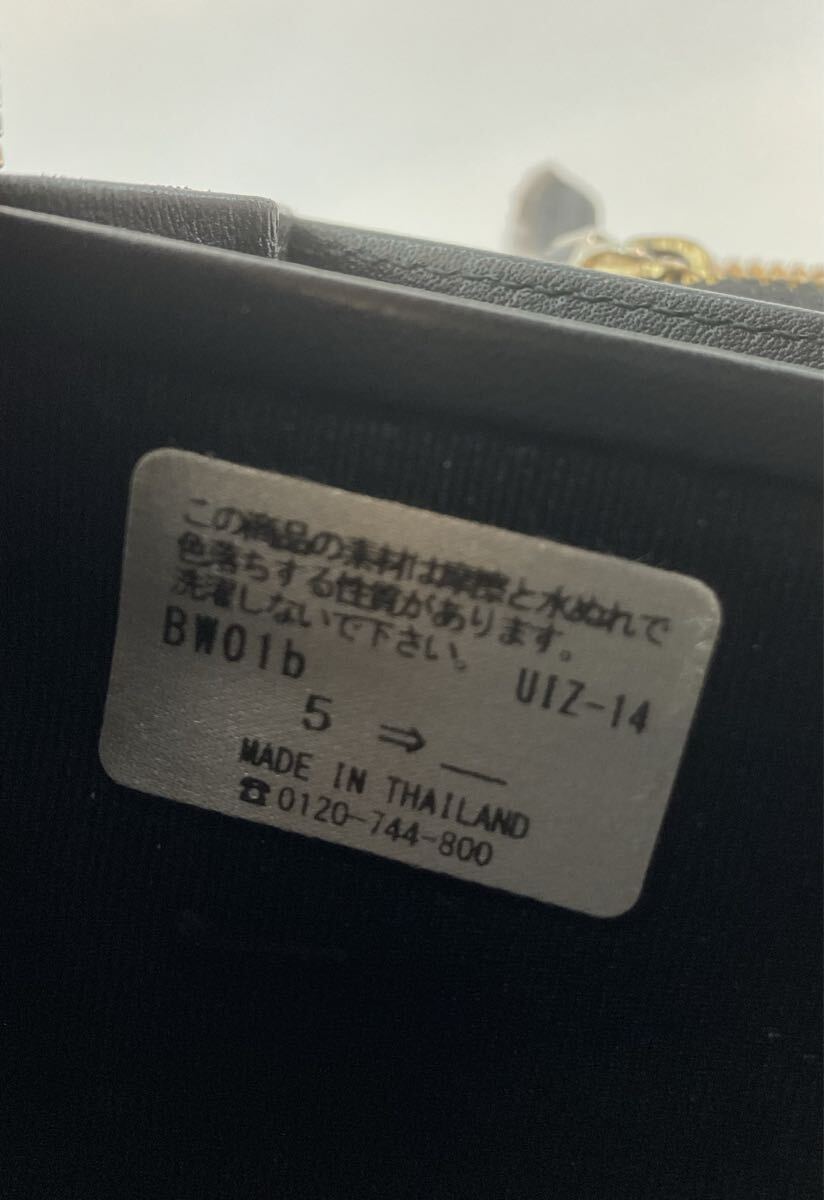 この商品の素材は摩擦と水ぬれで
色落ちする性質があります。
洗濯しないで下さい。
BW01b UIZ-14
5 ⇒ __
MADE IN THAILAND
☎0120-744-800